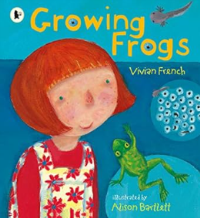 Growing
Frogs
Vivian French
illustrated by
Alison Bartlett